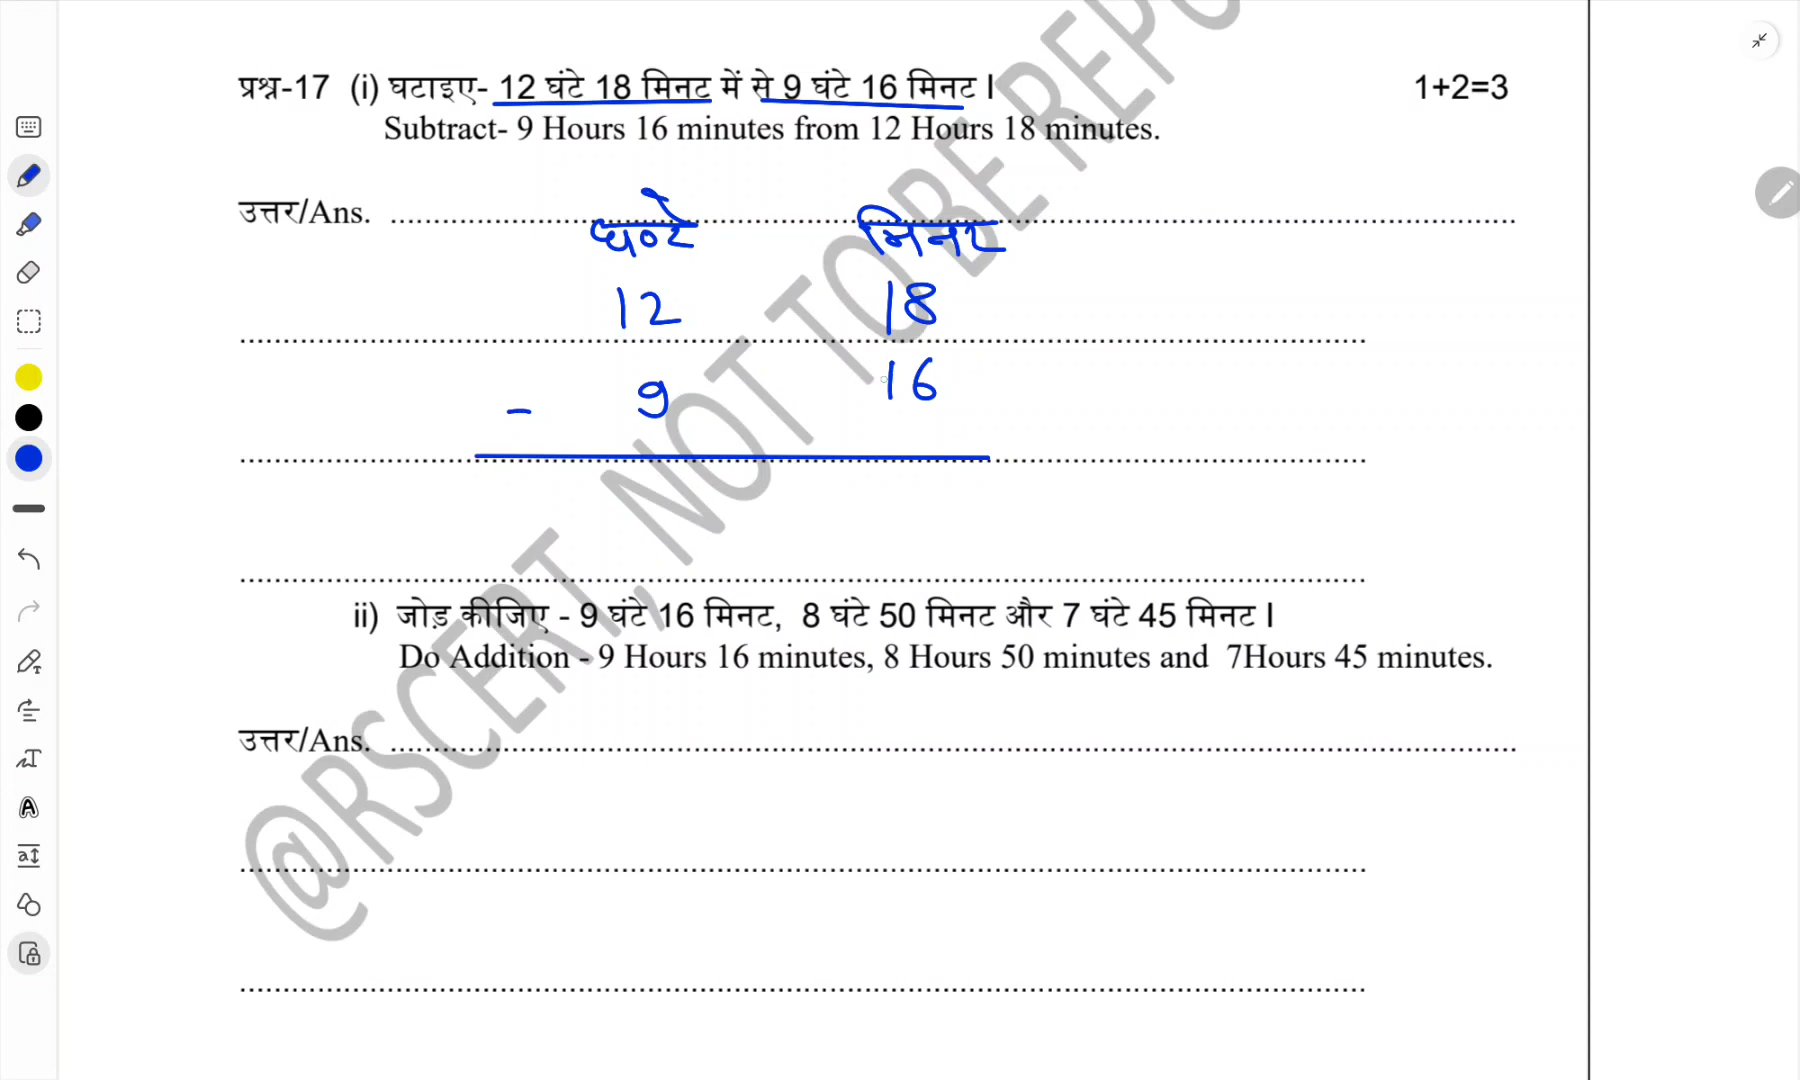 प्रश्न-17 (i) घटाइए- 12 घंटे 18 मिनट में से 9 घंटे 16 मिनट I 1+2=3
Subtract- 9 Hours 16 minutes from 12 Hours 18 minutes.
उत्तर/Ans. घण्टे मिनट
12 18
- 9 16
ii) जोड़ कीजिए - 9 घंटे 16 मिनट, 8 घंटे 50 मिनट और 7 घंटे 45 मिनट I
Do Addition - 9 Hours 16 minutes, 8 Hours 50 minutes and 7Hours 45 minutes.
उत्तर/Ans.
@RSCERT, NOT TO BE REPU